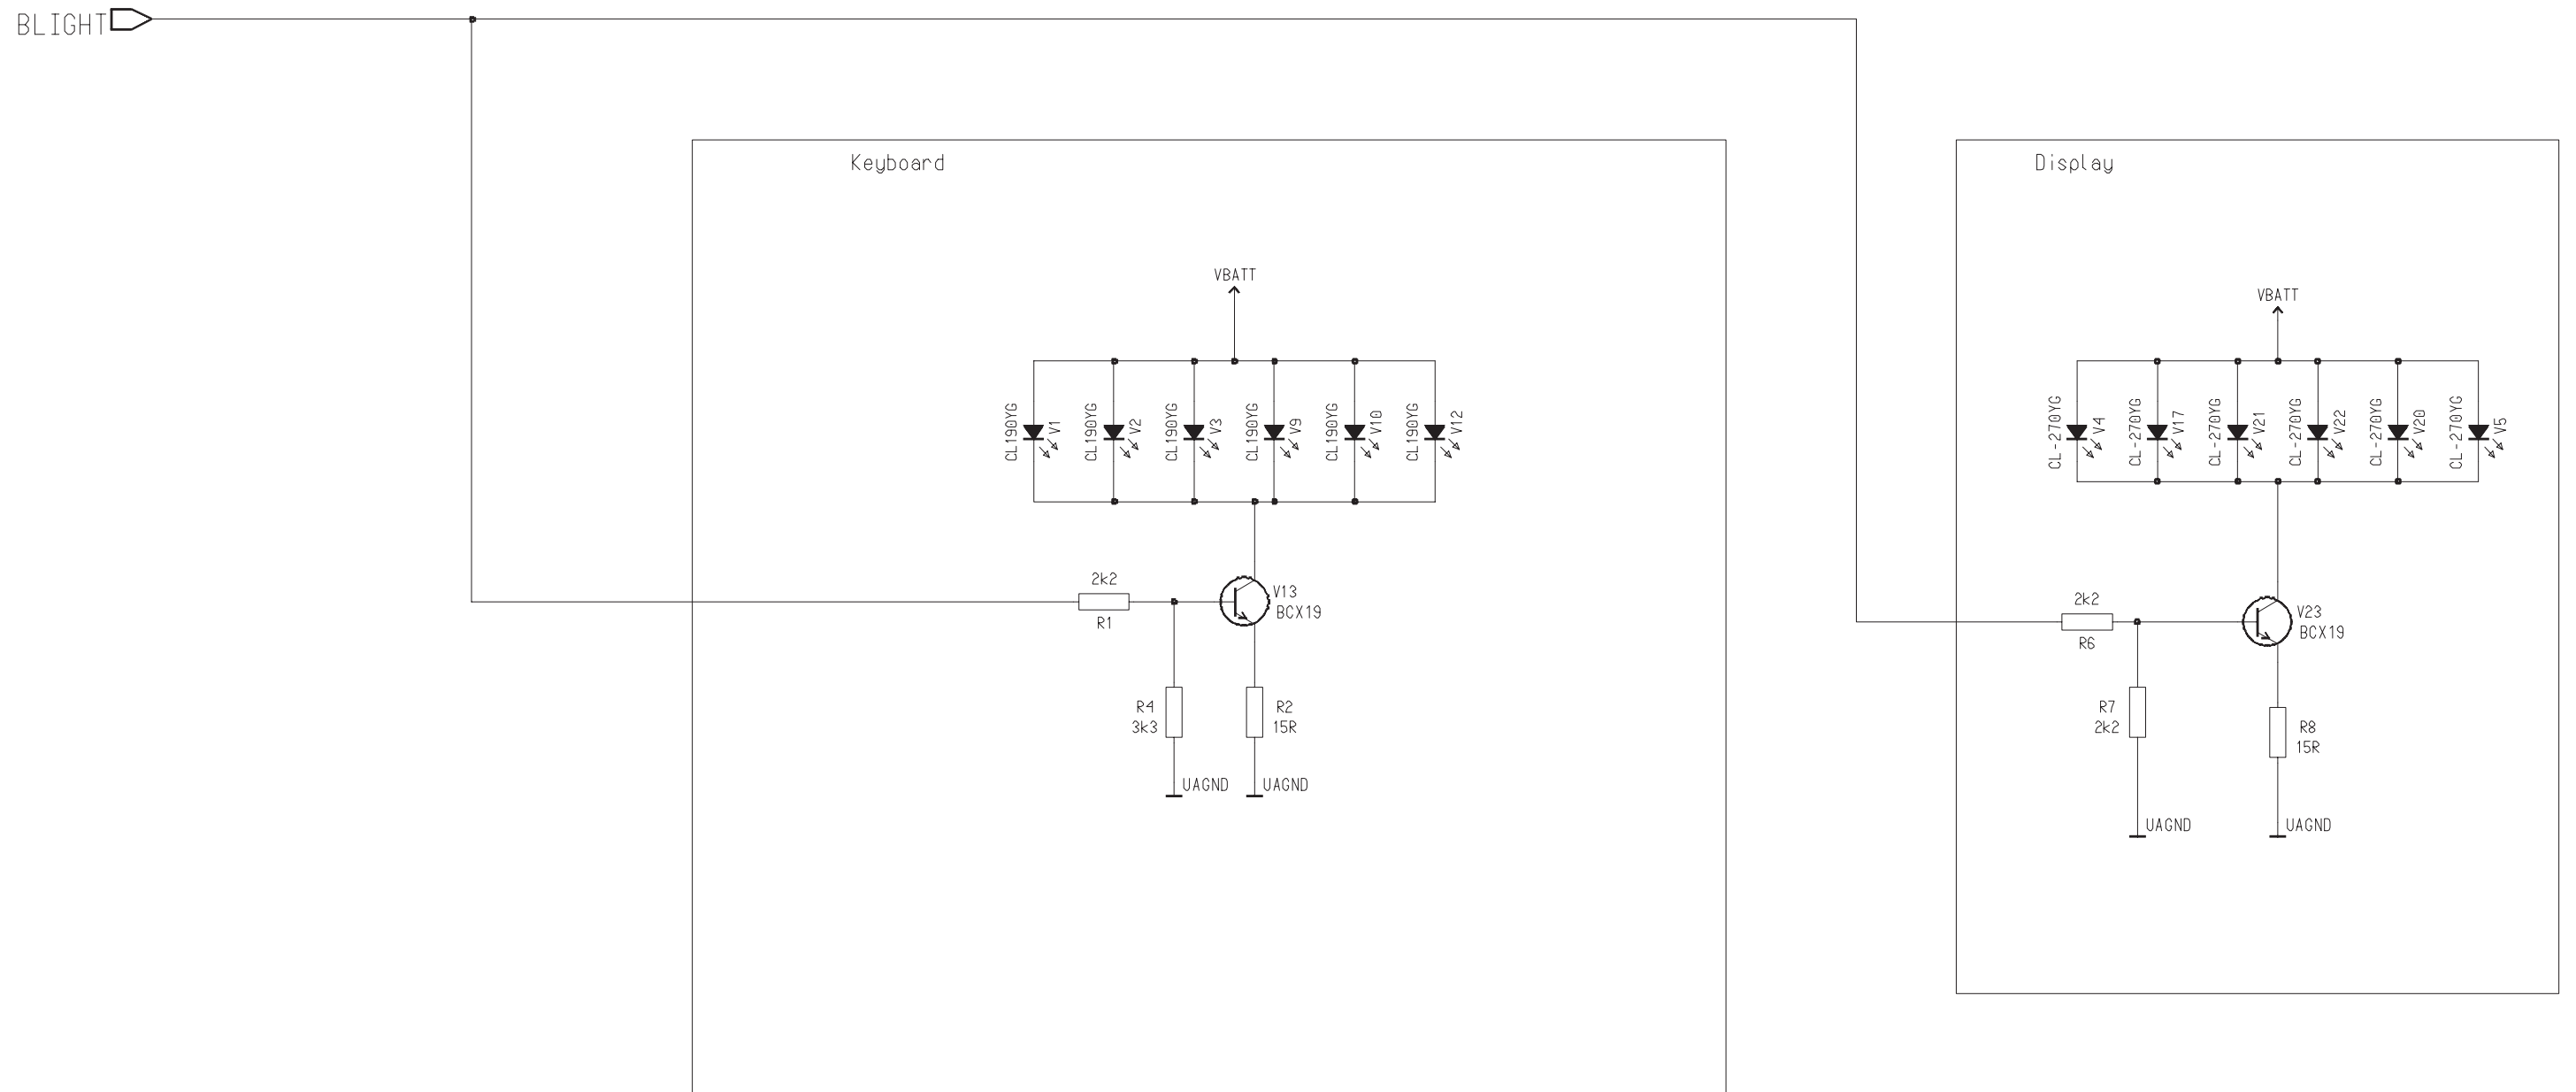 BLIGHT
Keyboard
VBATT
CL190YG
V1
CL190YG
V2
CL190YG
V3
CL190YG
V9
CL190YG
V10
CL190YG
V12
2k2
R1
V13
BCX19
R4
3k3
R2
15R
UAGND
UAGND
Display
VBATT
CL-270YG
V4
CL-270YG
V17
CL-270YG
V21
CL-270YG
V22
CL-270YG
V20
CL-270YG
V5
2k2
R6
V23
BCX19
R7
2k2
R8
15R
UAGND
UAGND